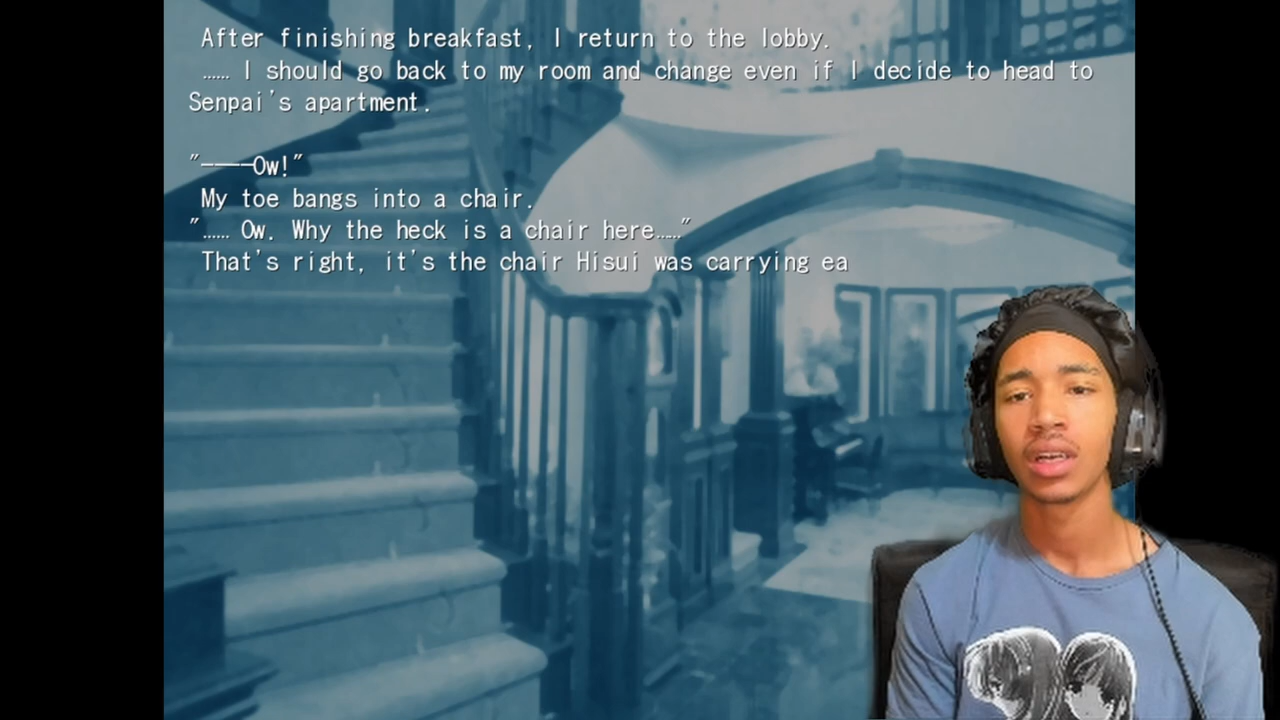 After finishing breakfast, I return to the lobby.
…… I should go back to my room and change even if I decide to head to
Senpai's apartment.
"――――Ow!"
My toe bangs into a chair.
"…… Ow. Why the heck is a chair here……"
That's right, it's the chair Hisui was carrying ea